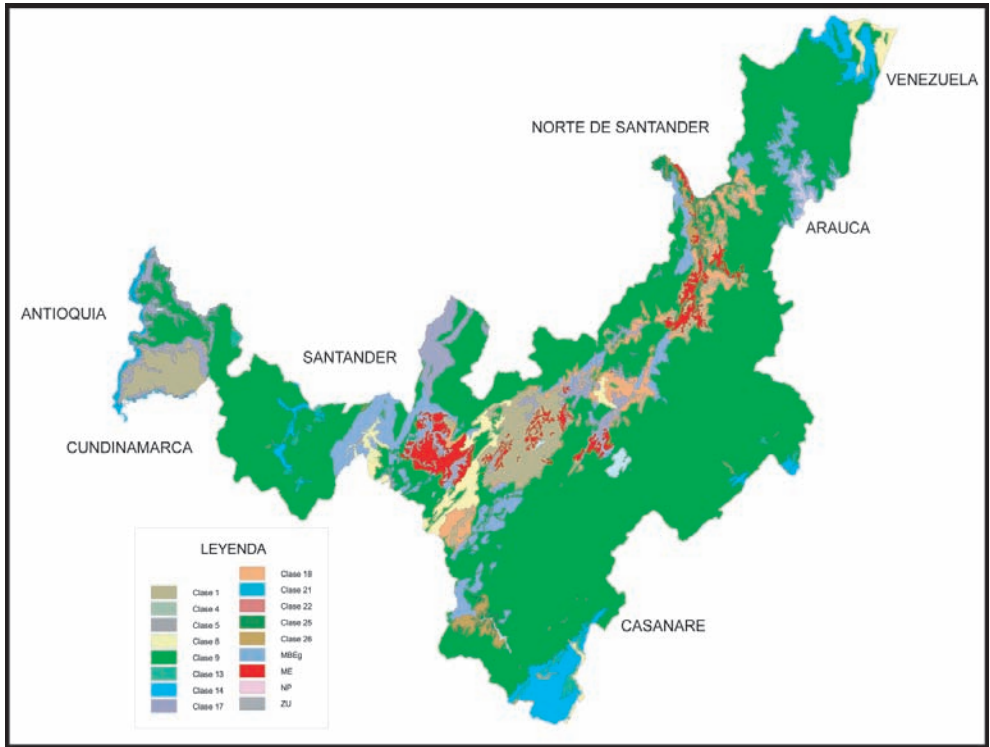 VENEZUELA
NORTE DE SANTANDER
ARAUCA
ANTIOQUIA
SANTANDER
CUNDINAMARCA
CASANARE
LEYENDA
Clase 1
Clase 4
Clase 5
Clase 8
Clase 9
Clase 13
Clase 14
Clase 17
Clase 18
Clase 21
Clase 22
Clase 25
Clase 26
MBEg
ME
NP
ZU